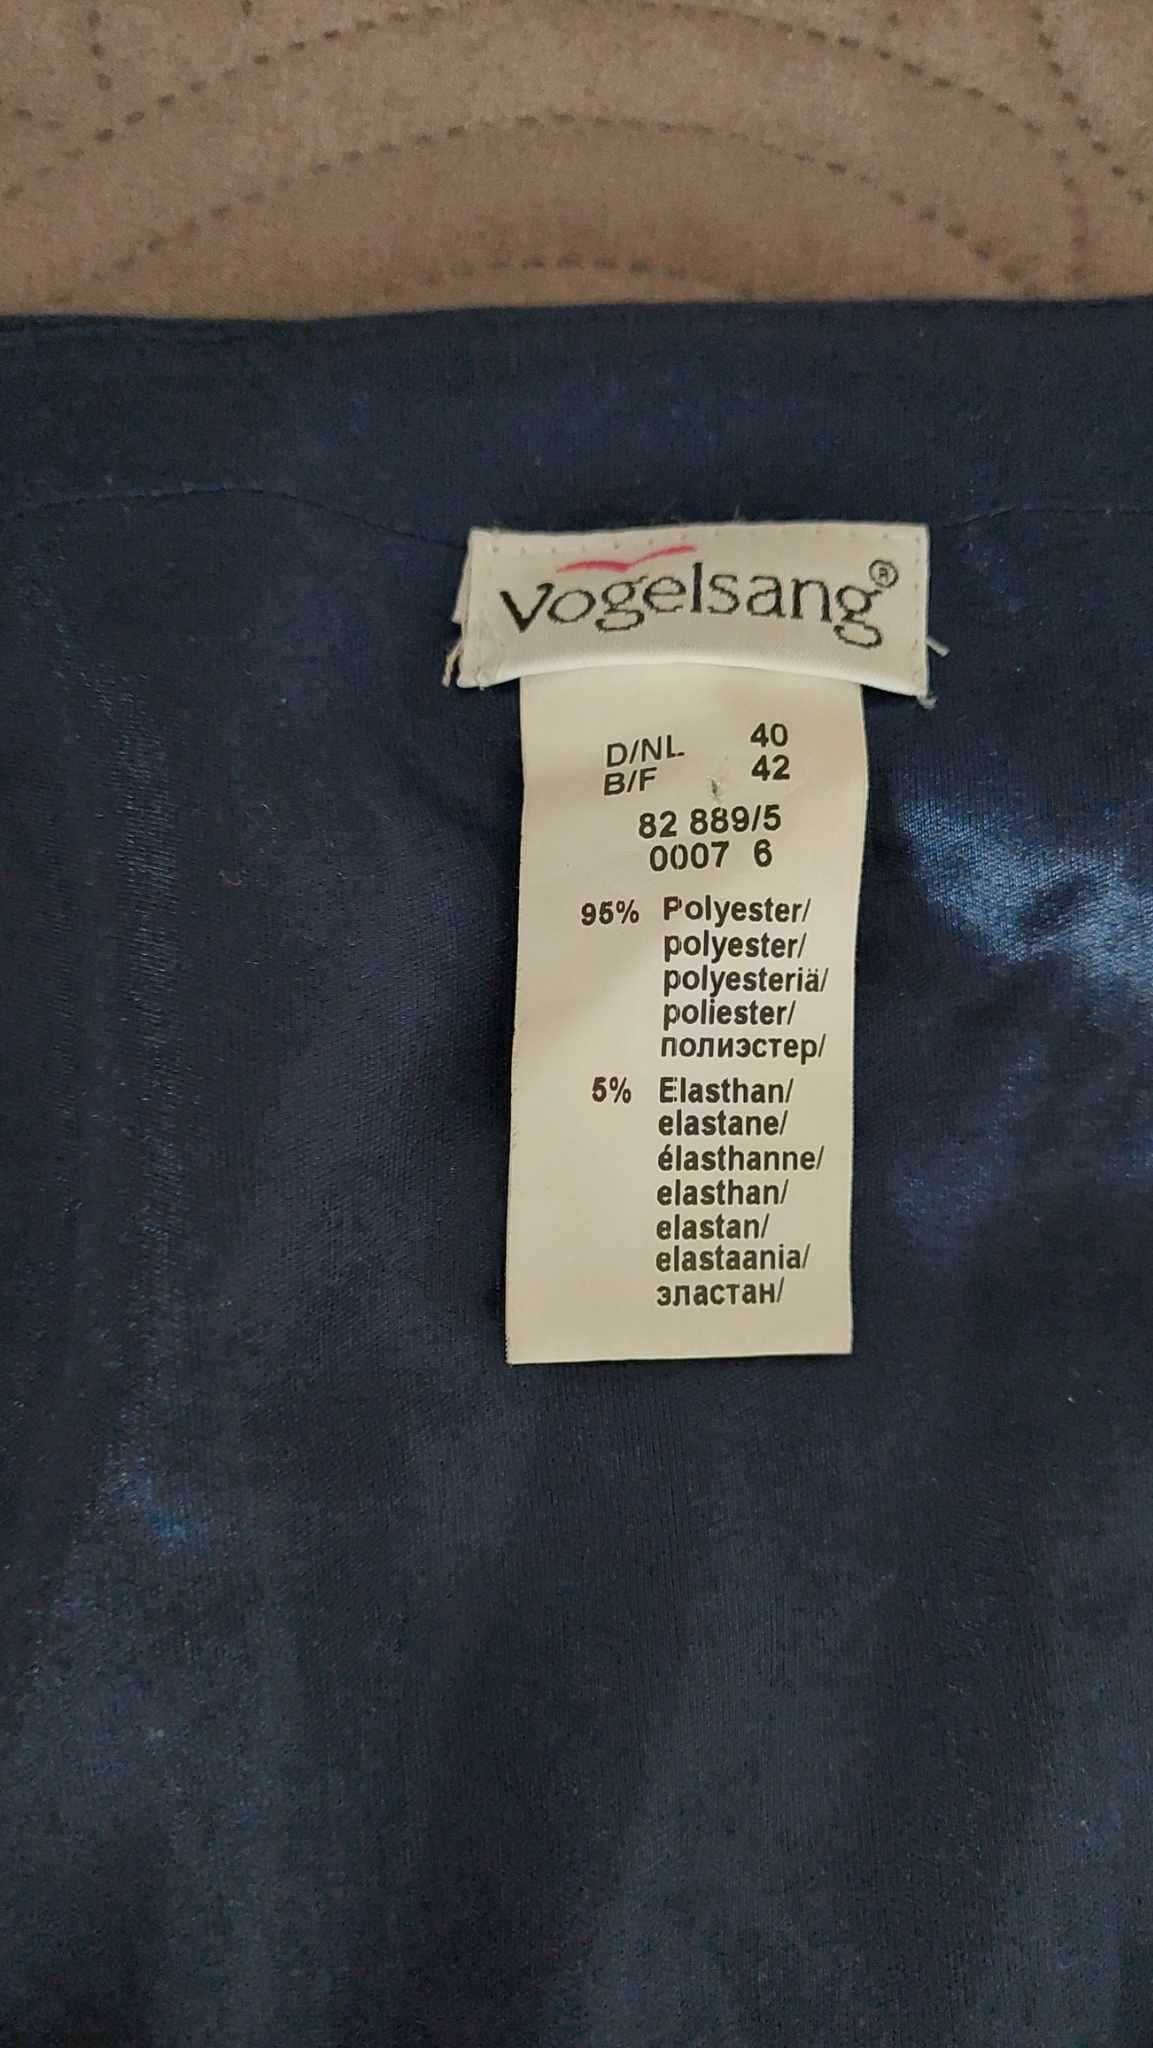 vogelsang®
D/NL 40
B/F 42
82 889/5
0007 6
95% Polyester/
polyester/
polyesteriä/
poliester/
полиэстер/
5% Elasthan/
elastane/
élasthanne/
elasthan/
elastan/
elastaania/
эластан/